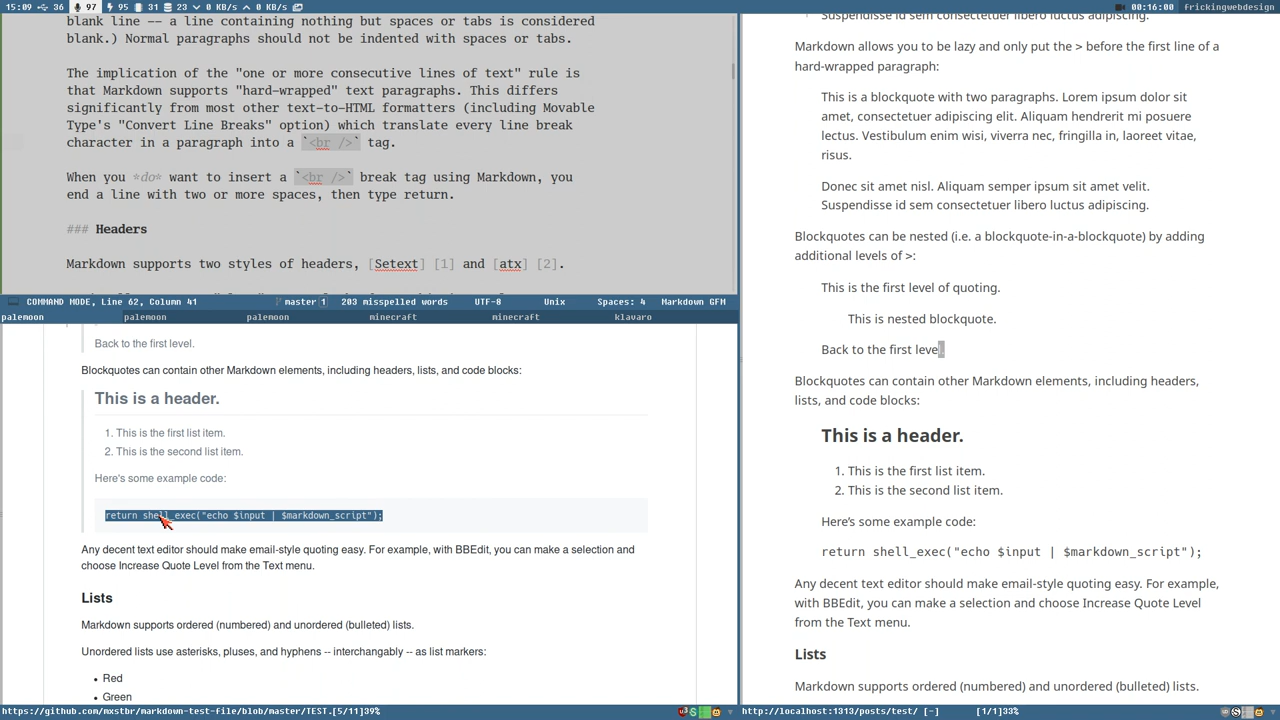 15:09 36 97 95 31 23 0 KB/s 0 KB/s 00:16:00 frickingwebdesign
blank line -- a line containing nothing but spaces or tabs is considered
blank.) Normal paragraphs should not be indented with spaces or tabs.
The implication of the "one or more consecutive lines of text" rule is
that Markdown supports "hard-wrapped" text paragraphs. This differs
significantly from most other text-to-HTML formatters (including Movable
Type's "Convert Line Breaks" option) which translate every line break
character in a paragraph into a `<br />` tag.
When you *do* want to insert a `<br />` break tag using Markdown, you
end a line with two or more spaces, then type return.
### Headers
Markdown supports two styles of headers, [Setext] [1] and [atx] [2].
COMMAND MODE, Line 62, Column 41 master 1 203 misspelled words UTF-8 Unix Spaces: 4 Markdown GFM
palemoon palemoon palemoon minecraft minecraft klavaro
Back to the first level.
Blockquotes can contain other Markdown elements, including headers, lists, and code blocks:
This is a header.
1. This is the first list item.
2. This is the second list item.
Here's some example code:
return shell_exec("echo $input | $markdown_script");
Any decent text editor should make email-style quoting easy. For example, with BBEdit, you can make a selection and
choose Increase Quote Level from the Text menu.
Lists
Markdown supports ordered (numbered) and unordered (bulleted) lists.
Unordered lists use asterisks, pluses, and hyphens -- interchangably -- as list markers:
• Red
• Green
https://github.com/mxstbr/markdown-test-file/blob/master/TEST.[5/11]39%
Suspendisse id sem consectetuer libero luctus adipiscing.
Markdown allows you to be lazy and only put the > before the first line of a
hard-wrapped paragraph:
This is a blockquote with two paragraphs. Lorem ipsum dolor sit
amet, consectetuer adipiscing elit. Aliquam hendrerit mi posuere
lectus. Vestibulum enim wisi, viverra nec, fringilla in, laoreet vitae,
risus.
Donec sit amet nisl. Aliquam semper ipsum sit amet velit.
Suspendisse id sem consectetuer libero luctus adipiscing.
Blockquotes can be nested (i.e. a blockquote-in-a-blockquote) by adding
additional levels of >:
This is the first level of quoting.
This is nested blockquote.
Back to the first level.
Blockquotes can contain other Markdown elements, including headers,
lists, and code blocks:
This is a header.
1. This is the first list item.
2. This is the second list item.
Here's some example code:
return shell_exec("echo $input | $markdown_script");
Any decent text editor should make email-style quoting easy. For example,
with BBEdit, you can make a selection and choose Increase Quote Level
from the Text menu.
Lists
Markdown supports ordered (numbered) and unordered (bulleted) lists.
http://localhost:1313/posts/test/ [-] [1/1]33%